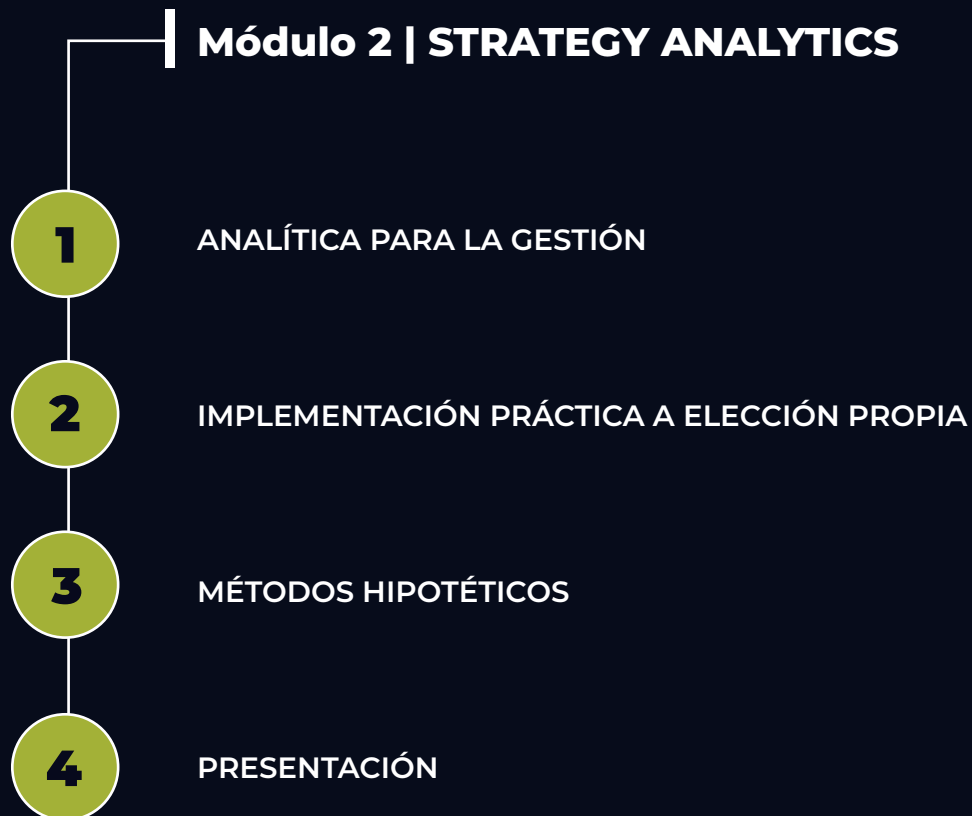 Módulo 2 | STRATEGY ANALYTICS
1
ANALÍTICA PARA LA GESTIÓN
2
IMPLEMENTACIÓN PRÁCTICA A ELECCIÓN PROPIA
3
MÉTODOS HIPOTÉTICOS
4
PRESENTACIÓN